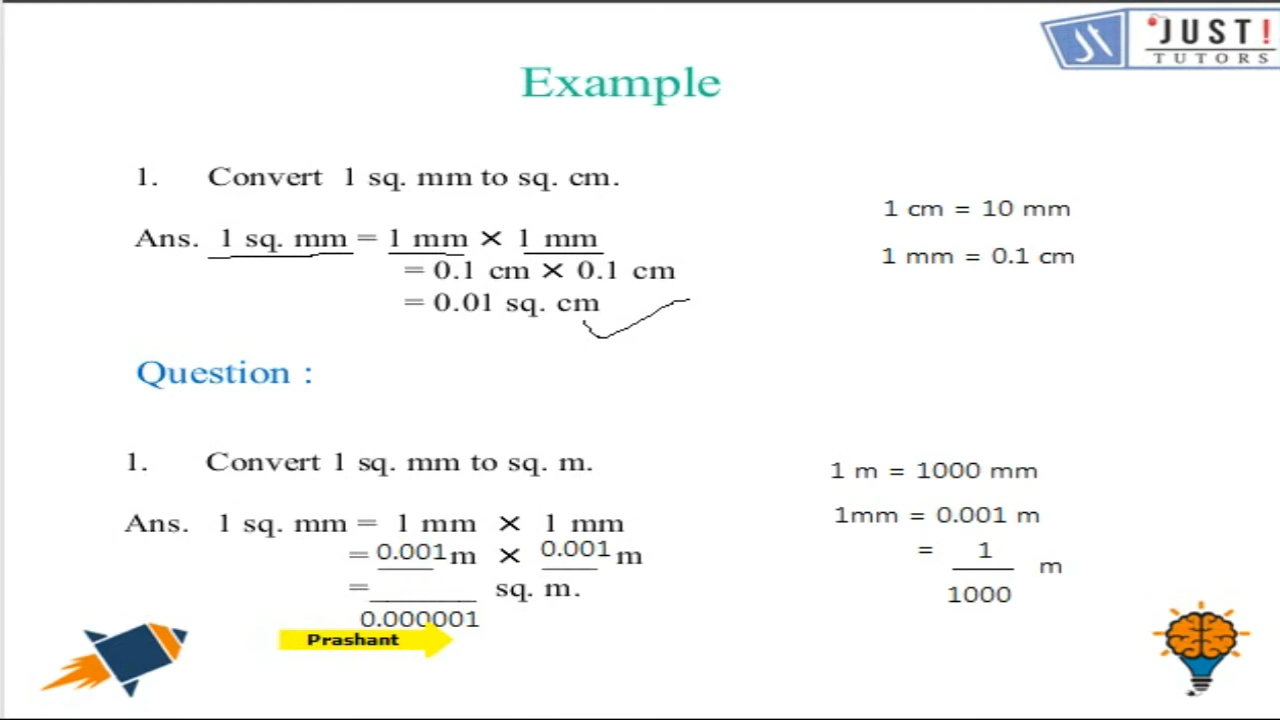 JUST!
TUTORS
Example
1. Convert 1 sq. mm to sq. cm.
1 cm = 10 mm
Ans. 1 sq. mm = 1 mm × 1 mm
1 mm = 0.1 cm
= 0.1 cm × 0.1 cm
= 0.01 sq. cm
Question :
1. Convert 1 sq. mm to sq. m.
1 m = 1000 mm
Ans. 1 sq. mm = 1 mm × 1 mm
1mm = 0.001 m
= 0.001 m × 0.001 m
= 1
m
1000
= ______ sq. m.
0.000001
Prashant